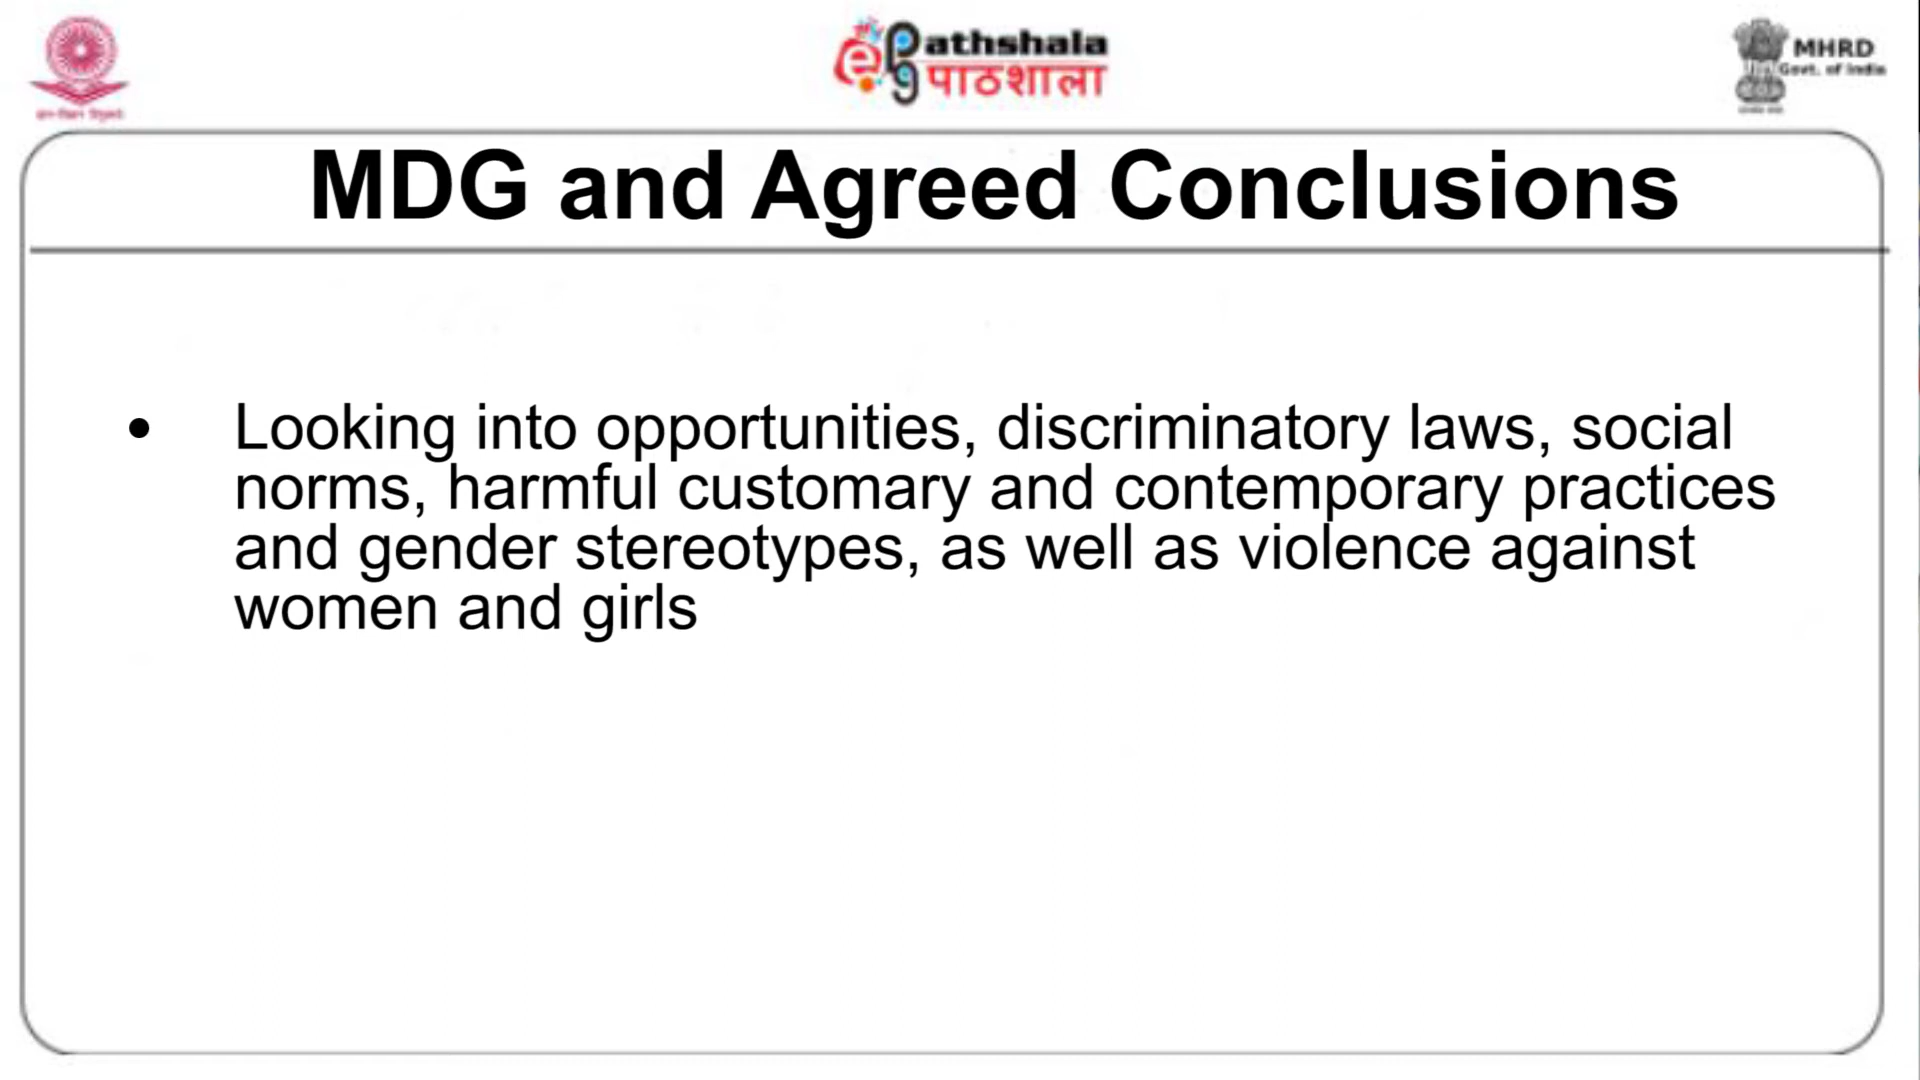 athshala
पाठशाला
MHRD
Govt. of India
MDG and Agreed Conclusions
• Looking into opportunities, discriminatory laws, social
norms, harmful customary and contemporary practices
and gender stereotypes, as well as violence against
women and girls